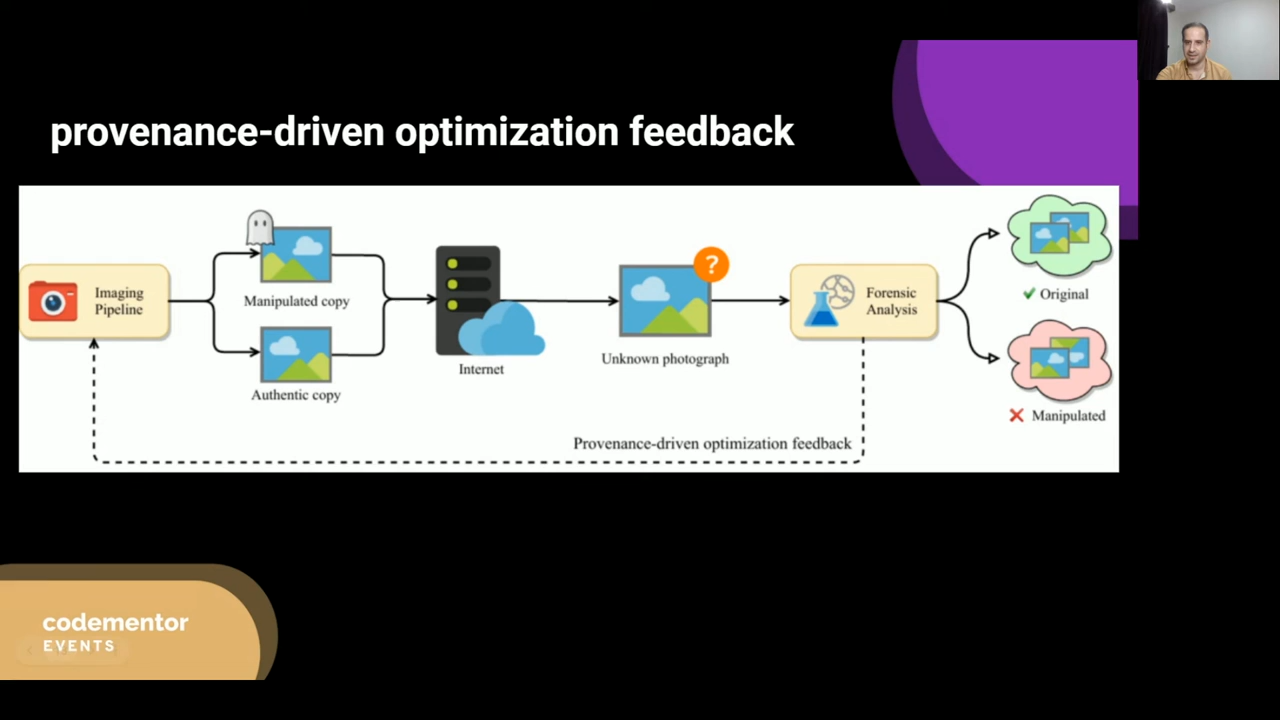 provenance-driven optimization feedback
Imaging
Pipeline
Manipulated copy
Authentic copy
Internet
?
Unknown photograph
Forensic
Analysis
Original
Manipulated
Provenance-driven optimization feedback
codementor
EVENTS